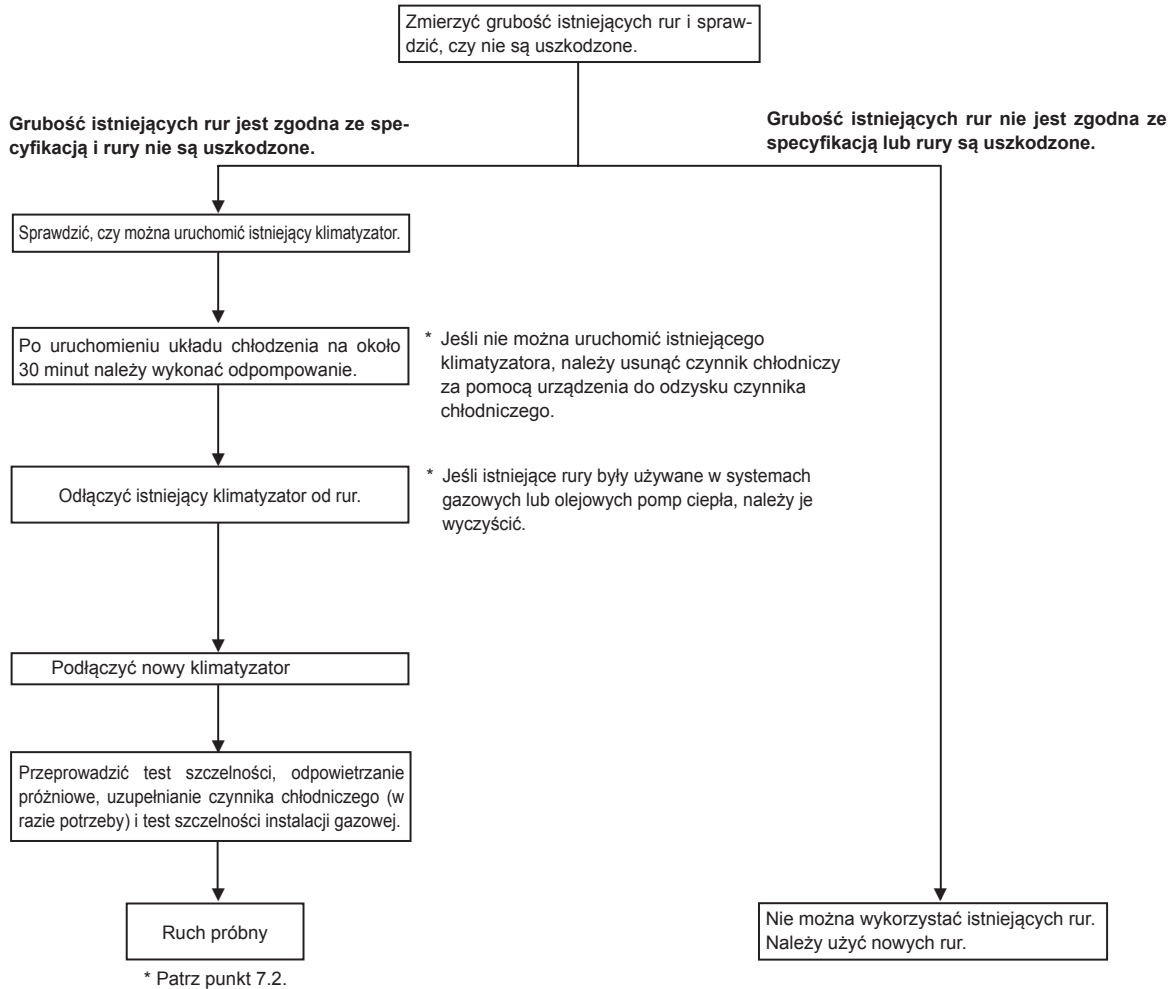 Zmierzyć grubość istniejących rur i spraw-
dzić, czy nie są uszkodzone.
Grubość istniejących rur jest zgodna ze spe-
cyfikacją i rury nie są uszkodzone.
Grubość istniejących rur nie jest zgodna ze
specyfikacją lub rury są uszkodzone.
Sprawdzić, czy można uruchomić istniejący klimatyzator.
Po uruchomieniu układu chłodzenia na około
30 minut należy wykonać odpompowanie.
* Jeśli nie można uruchomić istniejącego
klimatyzatora, należy usunąć czynnik chłodniczy
za pomocą urządzenia do odzysku czynnika
chłodniczego.
Odłączyć istniejący klimatyzator od rur.
* Jeśli istniejące rury były używane w systemach
gazowych lub olejowych pomp ciepła, należy je
wyczyścić.
Podłączyć nowy klimatyzator
Przeprowadzić test szczelności, odpowietrzanie
próżniowe, uzupełnianie czynnika chłodniczego (w
razie potrzeby) i test szczelności instalacji gazowej.
Ruch próbny
* Patrz punkt 7.2.
Nie można wykorzystać istniejących rur.
Należy użyć nowych rur.